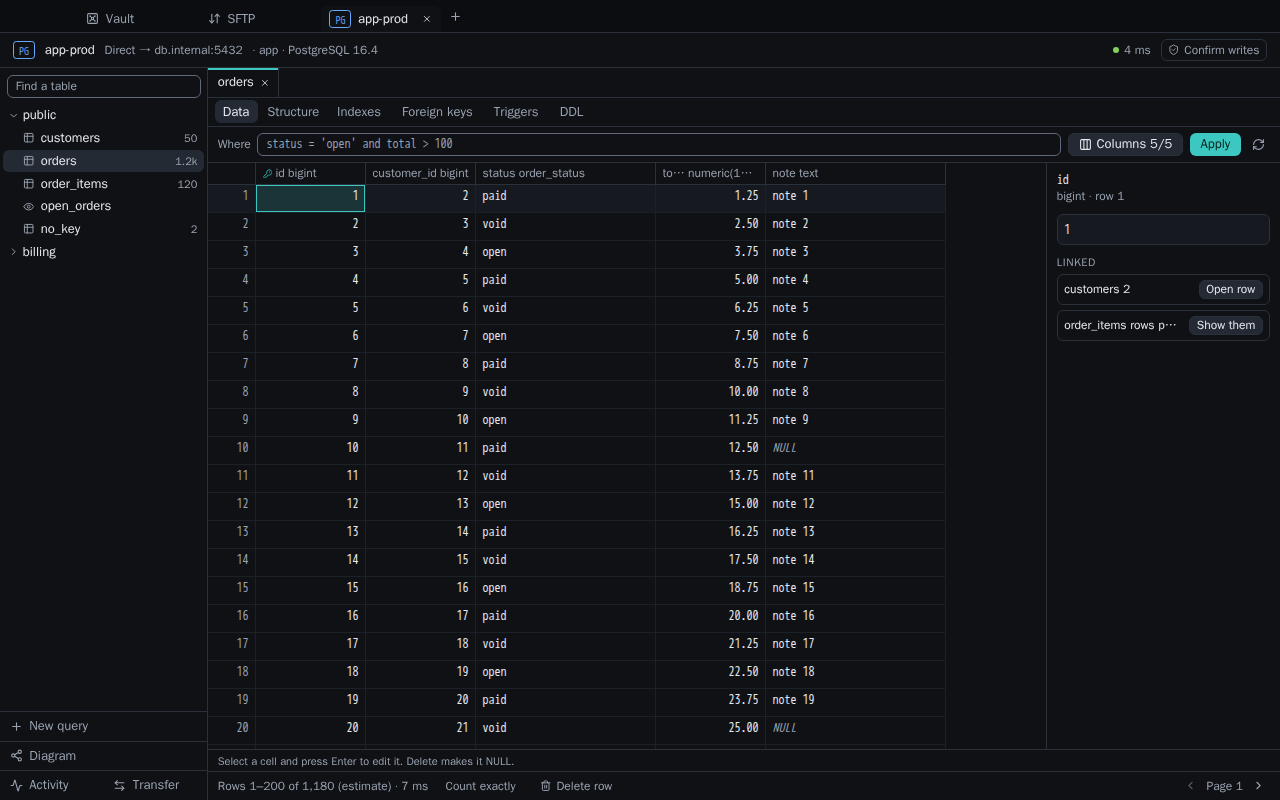 Vault
SFTP
PG app-prod × +
PG app-prod Direct → db.internal:5432 · app · PostgreSQL 16.4
4 ms
Confirm writes
Find a table
public
customers 50
orders 1.2k
order_items 120
open_orders
no_key 2
billing
New query
Diagram
Activity
Transfer
orders ×
Data Structure Indexes Foreign keys Triggers DDL
Where status = 'open' and total > 100 Columns 5/5 Apply
id bigint customer_id bigint status order_status to··· numeric(1··· note text
1 1 2 paid 1.25 note 1
2 2 3 void 2.50 note 2
3 3 4 open 3.75 note 3
4 4 5 paid 5.00 note 4
5 5 6 void 6.25 note 5
6 6 7 open 7.50 note 6
7 7 8 paid 8.75 note 7
8 8 9 void 10.00 note 8
9 9 10 open 11.25 note 9
10 10 11 paid 12.50 NULL
11 11 12 void 13.75 note 11
12 12 13 open 15.00 note 12
13 13 14 paid 16.25 note 13
14 14 15 void 17.50 note 14
15 15 16 open 18.75 note 15
16 16 17 paid 20.00 note 16
17 17 18 void 21.25 note 17
18 18 19 open 22.50 note 18
19 19 20 paid 23.75 note 19
20 20 21 void 25.00 NULL
id
bigint · row 1
1
LINKED
customers 2 Open row
order_items rows p··· Show them
Select a cell and press Enter to edit it. Delete makes it NULL.
Rows 1–200 of 1,180 (estimate) · 7 ms Count exactly Delete row
Page 1